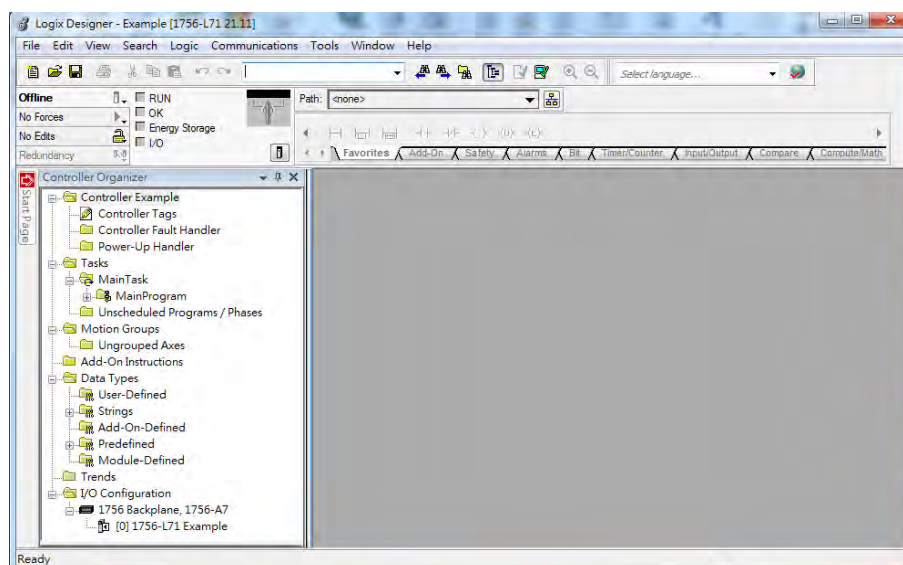 Logix Designer - Example [1756-L71 21.11]
File Edit View Search Logic Communications Tools Window Help
Select language...
Offline
RUN
No Forces
OK
Energy Storage
No Edits
I/O
Redundancy
Path: <none>
Favorites Add-On Safety Alarms Bit Timer/Counter Input/Output Compare Compute/Math
Start Page
Controller Organizer
Controller Example
Controller Tags
Controller Fault Handler
Power-Up Handler
Tasks
MainTask
MainProgram
Unscheduled Programs / Phases
Motion Groups
Ungrouped Axes
Add-On Instructions
Data Types
User-Defined
Strings
Add-On-Defined
Predefined
Module-Defined
Trends
I/O Configuration
1756 Backplane, 1756-A7
[0] 1756-L71 Example
Ready